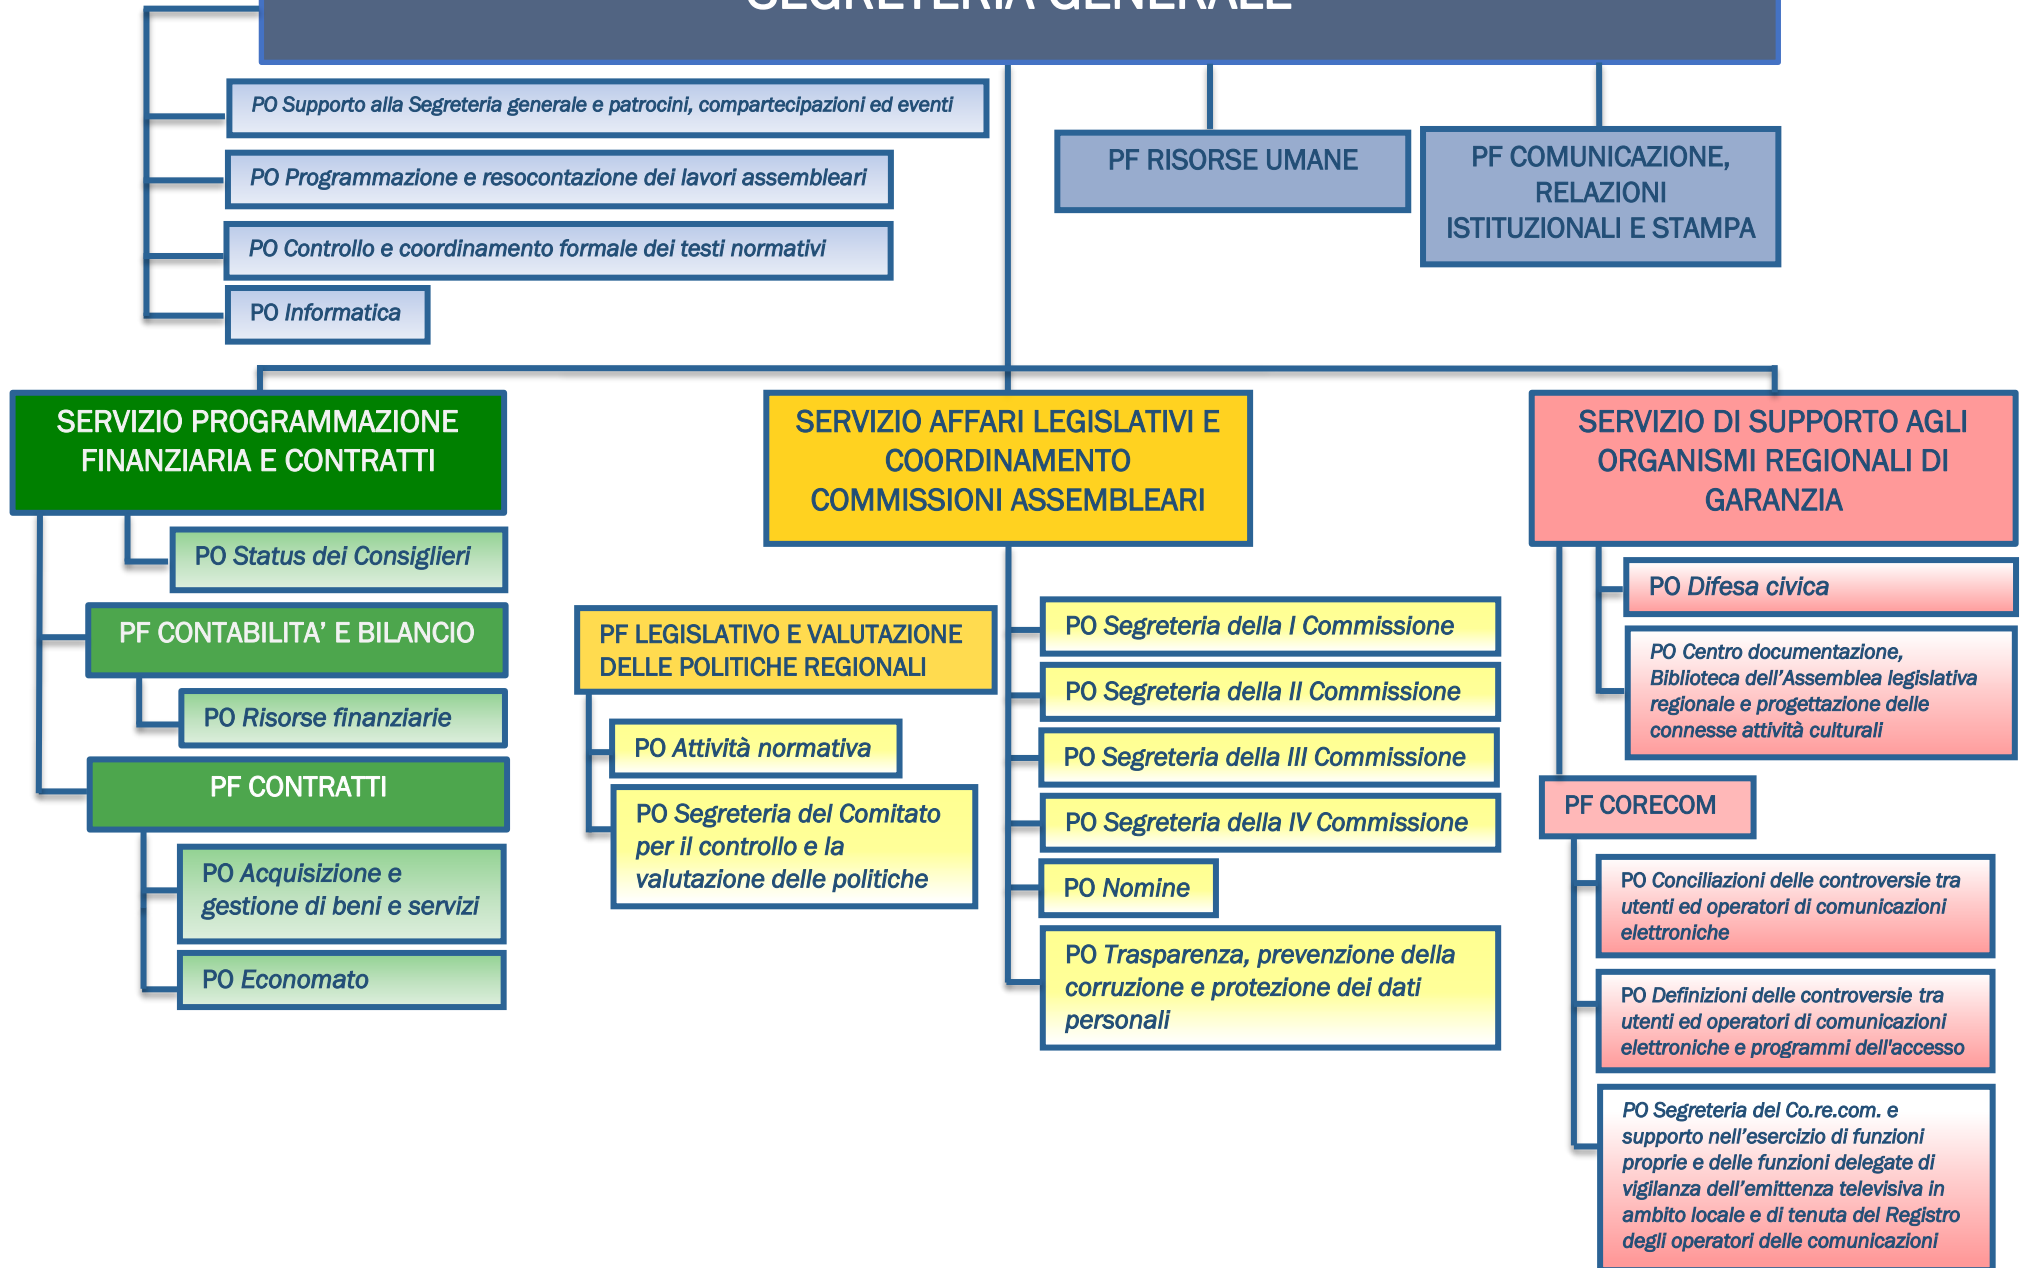 SEGRETERIA GENERALE
PO Supporto alla Segreteria generale e patrocini, compartecipazioni ed eventi
PO Programmazione e resocontazione dei lavori assembleari
PO Controllo e coordinamento formale dei testi normativi
PO Informatica
PF RISORSE UMANE
PF COMUNICAZIONE,
RELAZIONI
ISTITUZIONALI E STAMPA
SERVIZIO PROGRAMMAZIONE
FINANZIARIA E CONTRATTI
PO Status dei Consiglieri
PF CONTABILITA’ E BILANCIO
PO Risorse finanziarie
PF CONTRATTI
PO Acquisizione e
gestione di beni e servizi
PO Economato
SERVIZIO AFFARI LEGISLATIVI E
COORDINAMENTO
COMMISSIONI ASSEMBLEARI
PF LEGISLATIVO E VALUTAZIONE
DELLE POLITICHE REGIONALI
PO Attività normativa
PO Segreteria del Comitato
per il controllo e la
valutazione delle politiche
PO Segreteria della I Commissione
PO Segreteria della II Commissione
PO Segreteria della III Commissione
PO Segreteria della IV Commissione
PO Nomine
PO Trasparenza, prevenzione della
corruzione e protezione dei dati
personali
SERVIZIO DI SUPPORTO AGLI
ORGANISMI REGIONALI DI
GARANZIA
PO Difesa civica
PO Centro documentazione,
Biblioteca dell’Assemblea legislativa
regionale e progettazione delle
connesse attività culturali
PF CORECOM
PO Conciliazioni delle controversie tra
utenti ed operatori di comunicazioni
elettroniche
PO Definizioni delle controversie tra
utenti ed operatori di comunicazioni
elettroniche e programmi dell'accesso
PO Segreteria del Co.re.com. e
supporto nell’esercizio di funzioni
proprie e delle funzioni delegate di
vigilanza dell’emittenza televisiva in
ambito locale e di tenuta del Registro
degli operatori delle comunicazioni